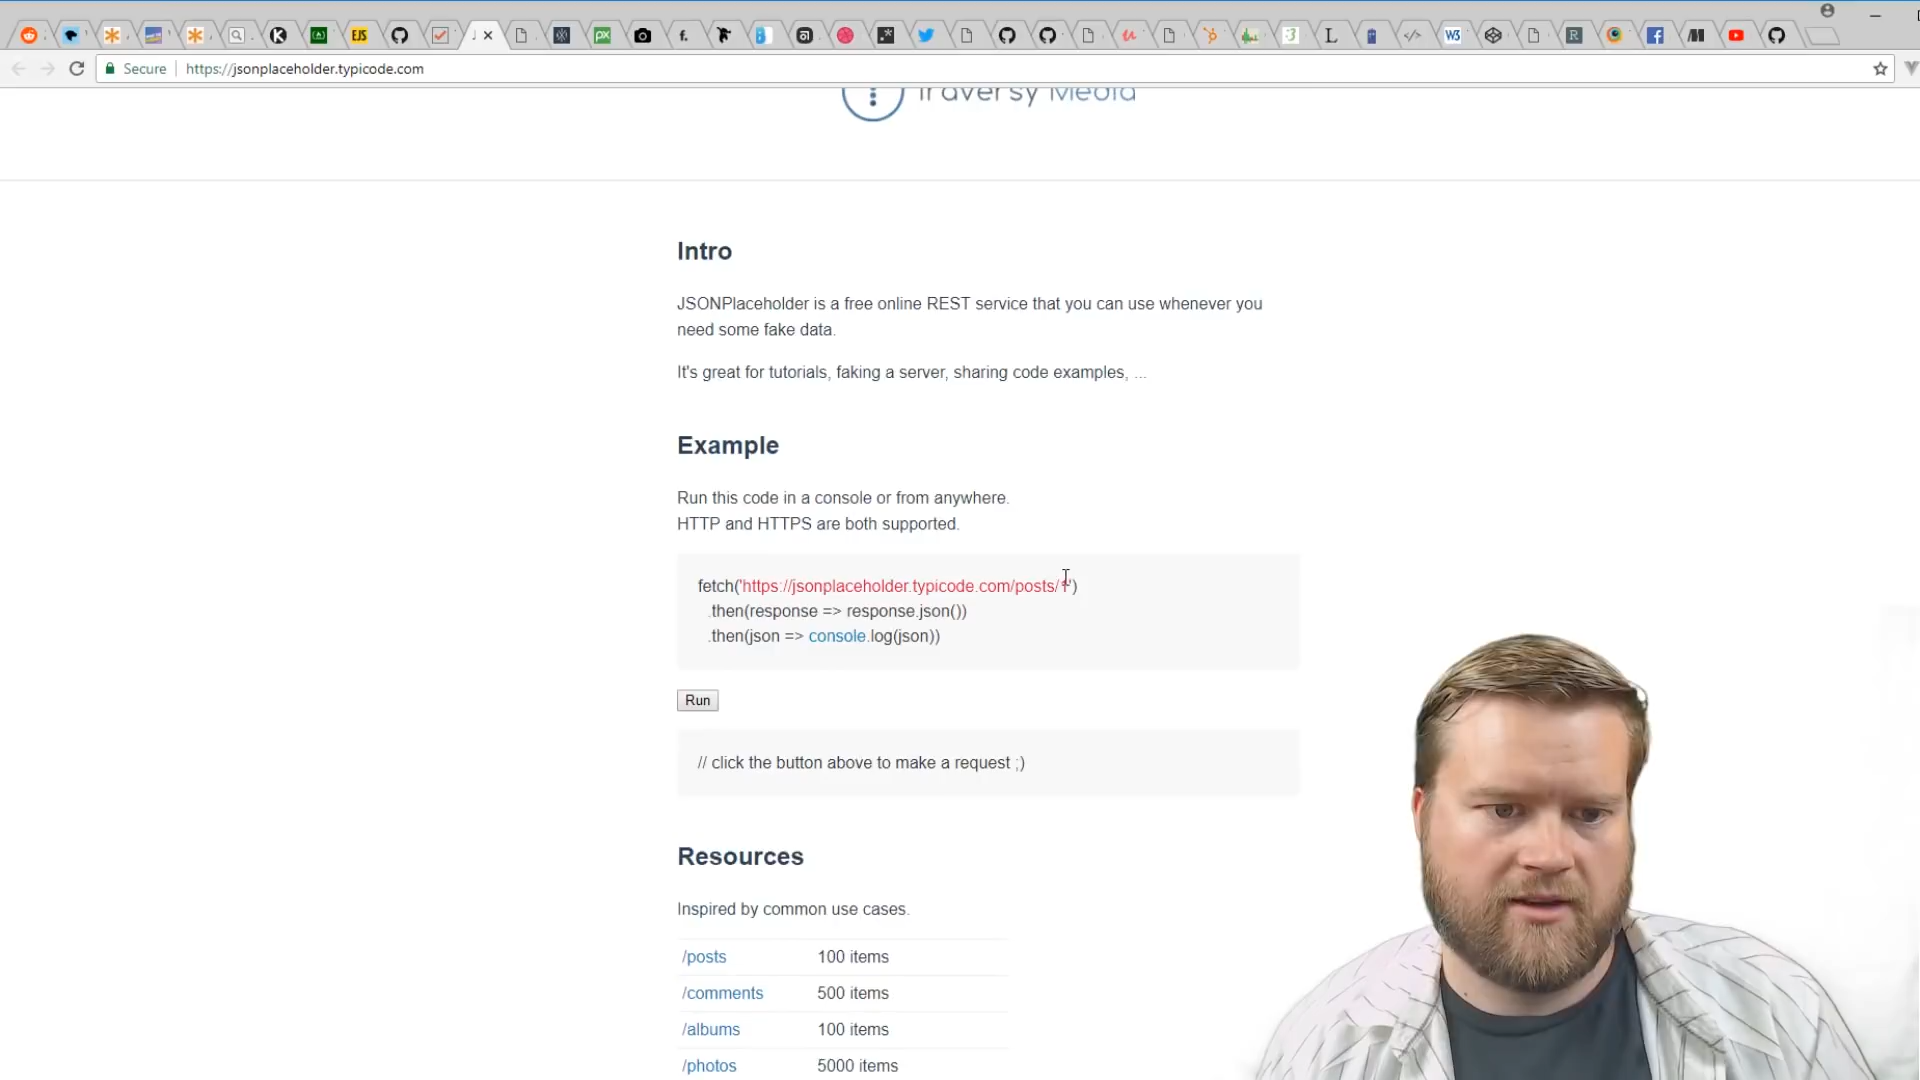 Secure
https://jsonplaceholder.typicode.com
Traversy Media
Intro
JSONPlaceholder is a free online REST service that you can use whenever you
need some fake data.
It's great for tutorials, faking a server, sharing code examples, ...
Example
Run this code in a console or from anywhere.
HTTP and HTTPS are both supported.
fetch('https://jsonplaceholder.typicode.com/posts/1')
.then(response => response.json())
.then(json => console.log(json))
Run
// click the button above to make a request ;)
Resources
Inspired by common use cases.
/posts 100 items
/comments 500 items
/albums 100 items
/photos 5000 items